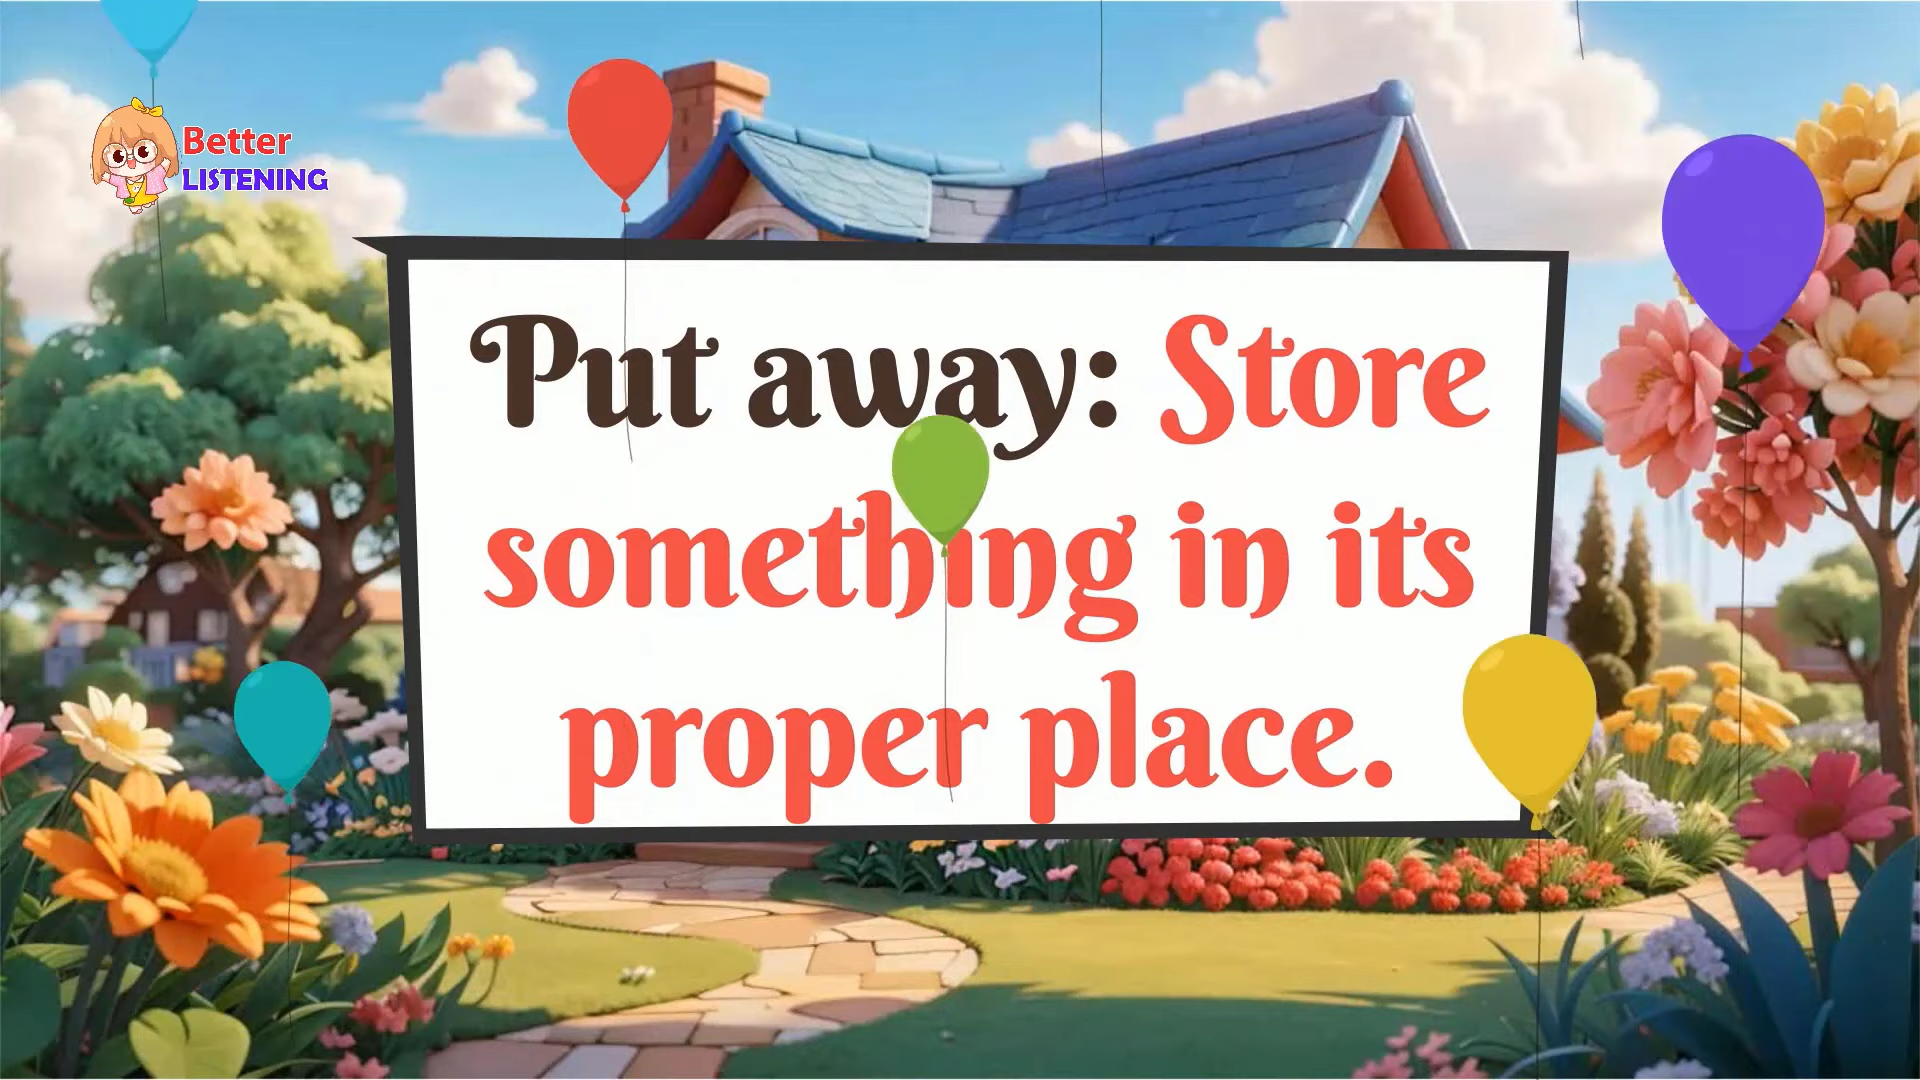 Better
LISTENING
Put away: Store
something in its
proper place.